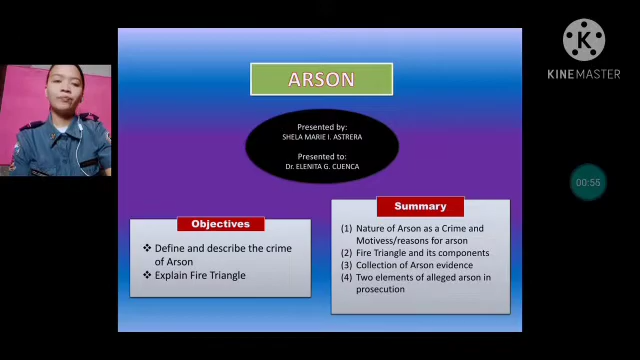 ARSON
Presented by:
SHELA MARIE I. ASTRERA
Presented to:
Dr. ELENITA G. CUENCA
Objectives
❖ Define and describe the crime
of Arson
❖ Explain Fire Triangle
Summary
(1) Nature of Arson as a Crime and
Motivess/reasons for arson
(2) Fire Triangle and its components
(3) Collection of Arson evidence
(4) Two elements of alleged arson in
prosecution
K
KINEMASTER
00:55